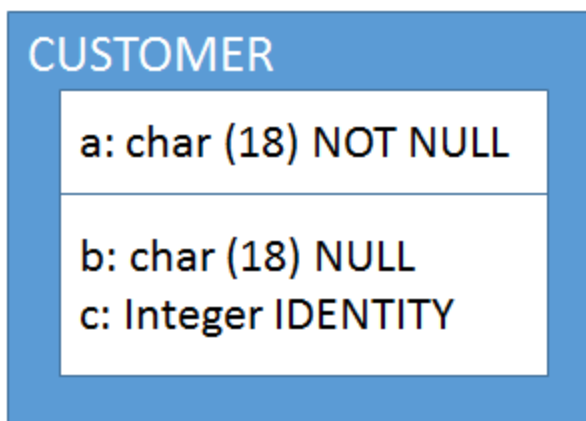 CUSTOMER
a: char (18) NOT NULL
b: char (18) NULL
c: Integer IDENTITY